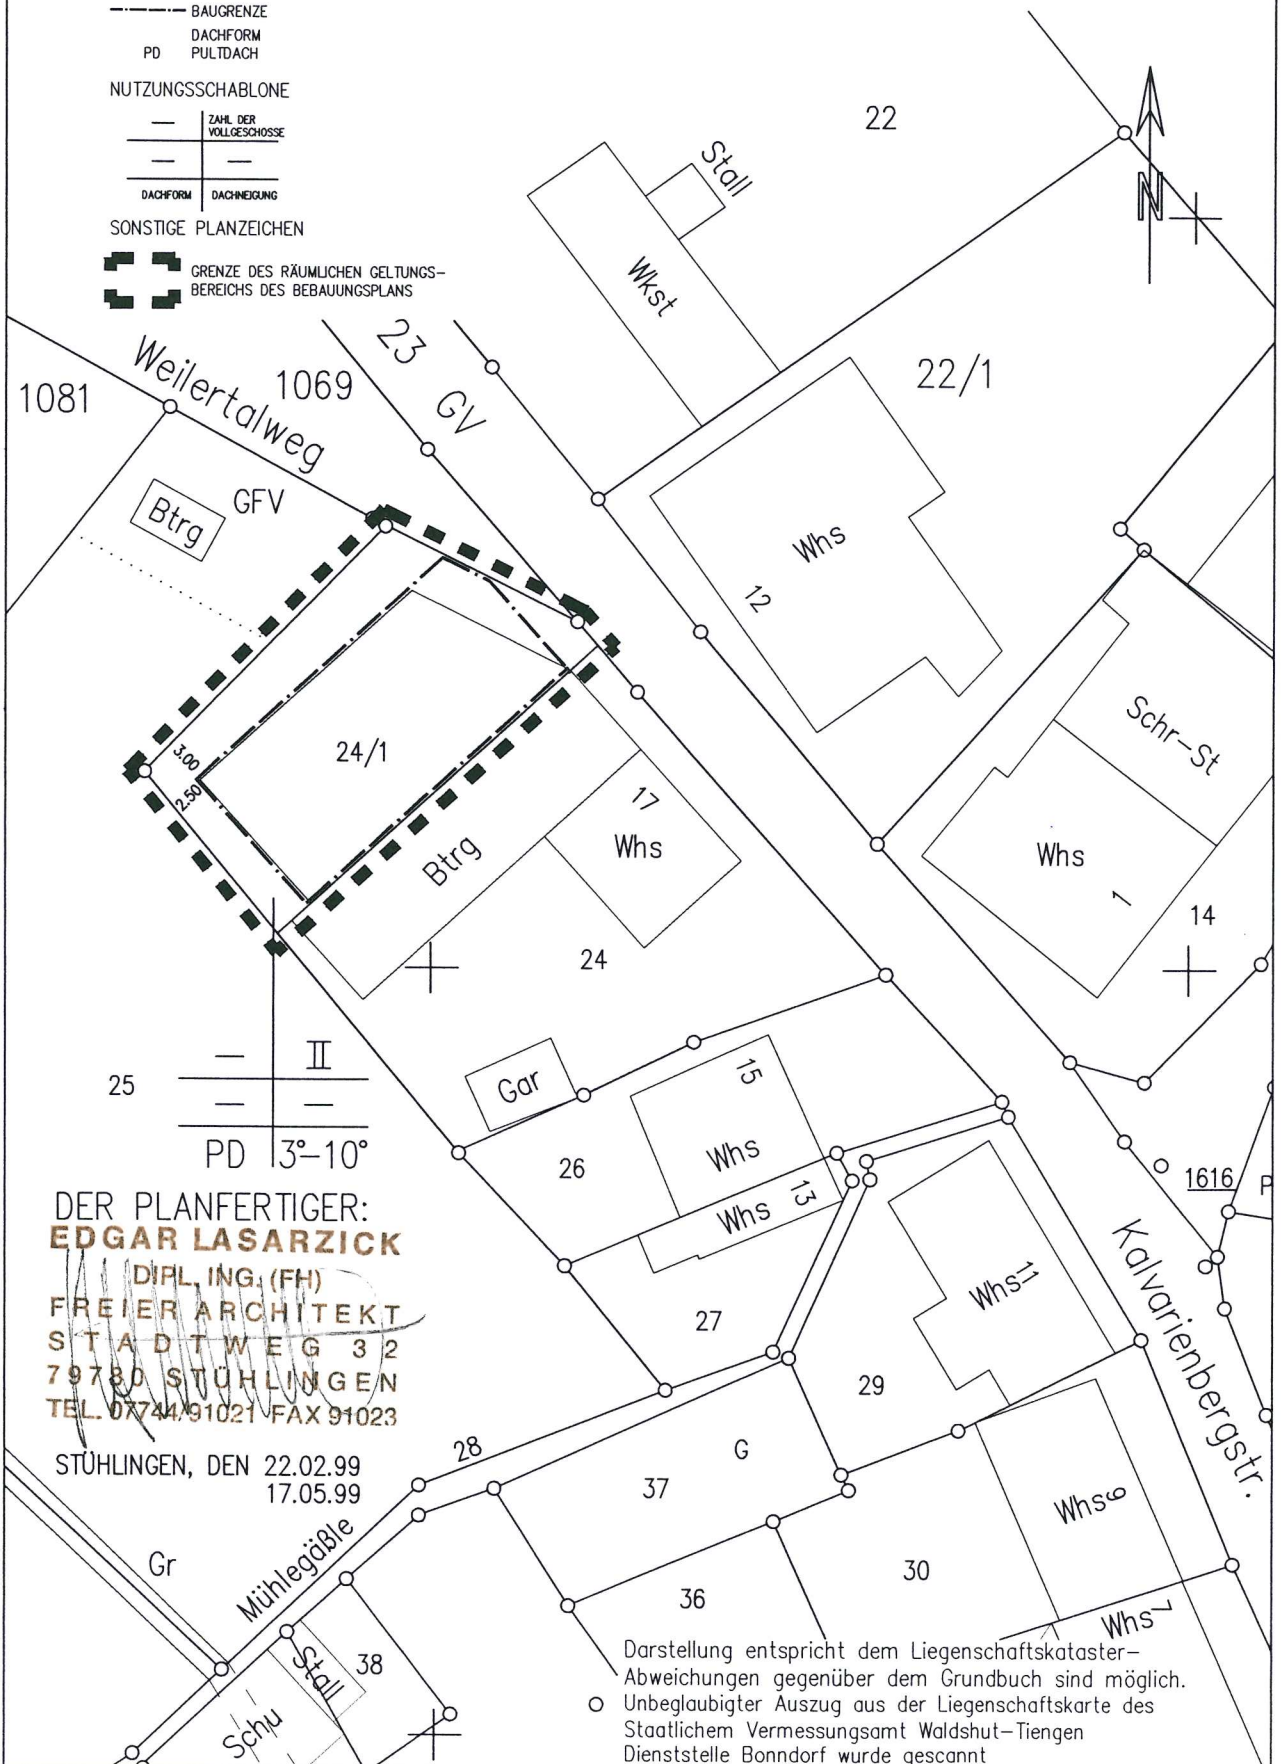 BAUGRENZE
DACHFORM
PD PULTDACH
NUTZUNGSSCHABLONE
— ZAHL DER
VOLLGESCHOSSE
— —
DACHFORM DACHNEIGUNG
SONSTIGE PLANZEICHEN
GRENZE DES RÄUMLICHEN GELTUNGS-
BEREICHS DES BEBAUUNGSPLANS
22
Stall
N
Wkst
23 GV
Weilertalweg
1081
1069
22/1
GFV
Btrg
Whs
12
3.00
2.50
24/1
Schr-St
17
Whs
Btrg
Whs
1
14
24
— II
25
— —
PD 3°-10°
Gar
15
Whs
26
Whs 13
1616 P
DER PLANFERTIGER:
EDGAR LASARZICK
DIPL. ING. (FH)
FREIER ARCHITEKT
STADTWEG 32
79780 STÜHLINGEN
TEL. 07744/91021 FAX 91023
STÜHLINGEN, DEN 22.02.99
17.05.99
Whs 11
Kalvarienbergstr.
27
29
28
G
37
Whs 9
Gr
Mühlegäßle
30
36
Whs 7
Stall
38
Schu
Darstellung entspricht dem Liegenschaftskataster-
Abweichungen gegenüber dem Grundbuch sind möglich.
Unbeglaubigter Auszug aus der Liegenschaftskarte des
Staatlichem Vermessungsamt Waldshut-Tiengen
Dienststelle Bonndorf wurde gescannt